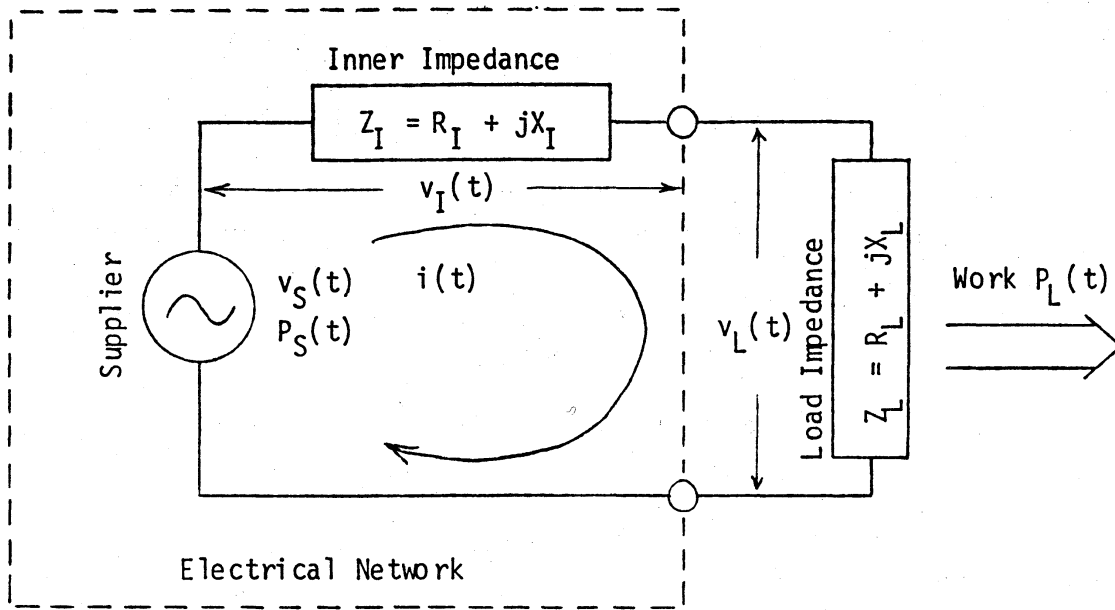 Inner Impedance
Z_I = R_I + jX_I
v_I(t)
Supplier
v_S(t)
P_S(t)
i(t)
v_L(t)
Load Impedance
Z_L = R_L + jX_L
Work P_L(t)
Electrical Network